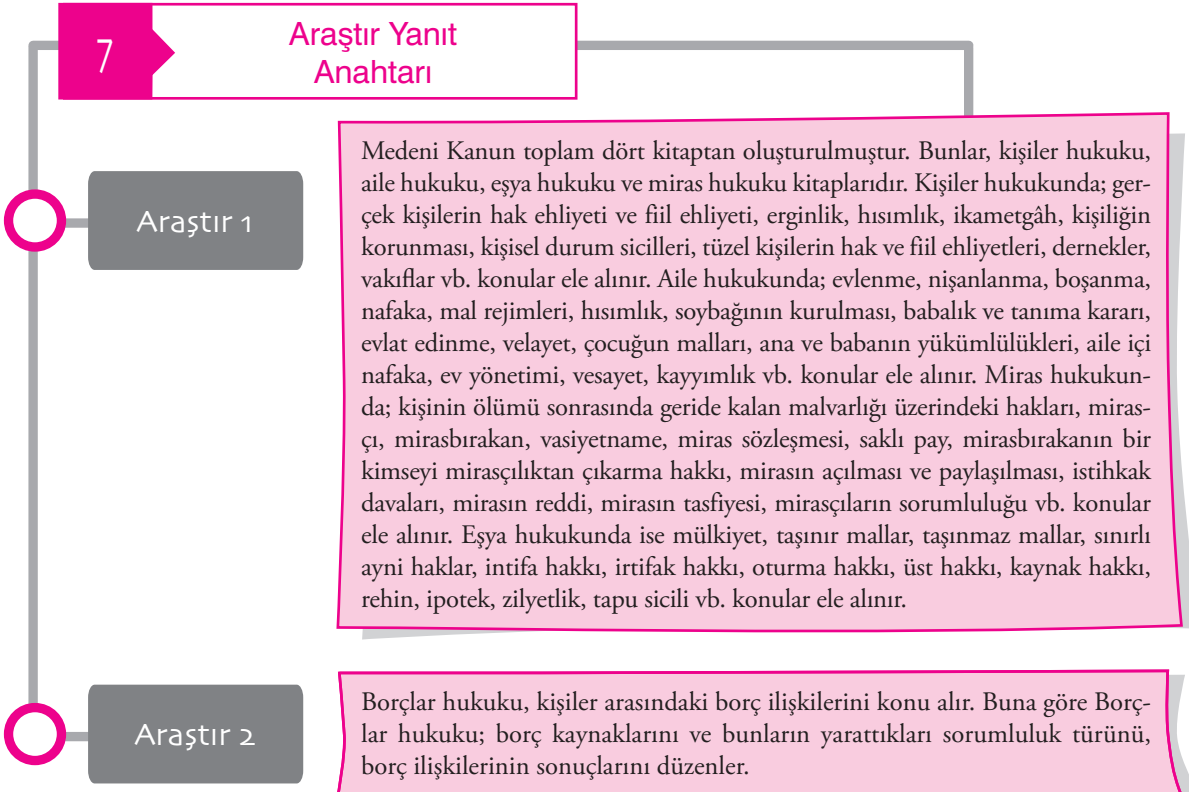 7
Araştır Yanıt
Anahtarı
Araştır 1
Medeni Kanun toplam dört kitaptan oluşturulmuştur. Bunlar, kişiler hukuku,
aile hukuku, eşya hukuku ve miras hukuku kitaplarıdır. Kişiler hukukunda; ger-
çek kişilerin hak ehliyeti ve fiil ehliyeti, erginlik, hısımlık, ikametgâh, kişiliğin
korunması, kişisel durum sicilleri, tüzel kişilerin hak ve fiil ehliyetleri, dernekler,
vakıflar vb. konular ele alınır. Aile hukukunda; evlenme, nişanlanma, boşanma,
nafaka, mal rejimleri, hısımlık, soybağının kurulması, babalık ve tanıma kararı,
evlat edinme, velayet, çocuğun malları, ana ve babanın yükümlülükleri, aile içi
nafaka, ev yönetimi, vesayet, kayyımlık vb. konular ele alınır. Miras hukukun-
da; kişinin ölümü sonrasında geride kalan malvarlığı üzerindeki hakları, miras-
çı, mirasbırakan, vasiyetname, miras sözleşmesi, saklı pay, mirasbırakanın bir
kimseyi mirasçılıktan çıkarma hakkı, mirasın açılması ve paylaşılması, istihkak
davaları, mirasın reddi, mirasın tasfiyesi, mirasçıların sorumluluğu vb. konular
ele alınır. Eşya hukukunda ise mülkiyet, taşınır mallar, taşınmaz mallar, sınırlı
ayni haklar, intifa hakkı, irtifak hakkı, oturma hakkı, üst hakkı, kaynak hakkı,
rehin, ipotek, zilyetlik, tapu sicili vb. konular ele alınır.
Araştır 2
Borçlar hukuku, kişiler arasındaki borç ilişkilerini konu alır. Buna göre Borç-
lar hukuku; borç kaynaklarını ve bunların yarattıkları sorumluluk türünü,
borç ilişkilerinin sonuçlarını düzenler.